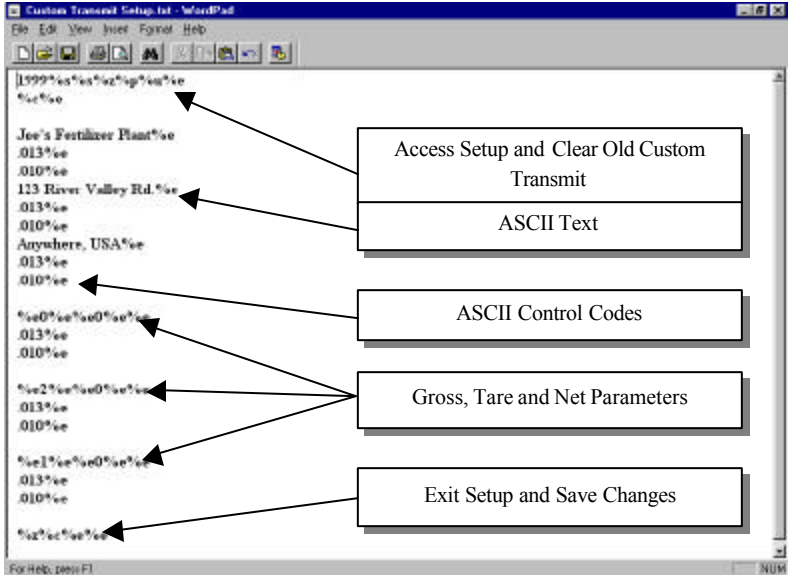 Custom Transmit Setup.txt - WordPad
File Edit View Insert Format Help
1999%s%s%z%p%u%e
%c%e
Joe's Fertilizer Plant%e
.013%e
.010%e
123 River Valley Rd.%e
.013%e
.010%e
Anywhere, USA%e
.013%e
.010%e
%e0%e%e0%e%e
.013%e
.010%e
%e2%e%e0%e%e
.013%e
.010%e
%e1%e%e0%e%e
.013%e
.010%e
%z%c%e%e
Access Setup and Clear Old Custom
Transmit
ASCII Text
ASCII Control Codes
Gross, Tare and Net Parameters
Exit Setup and Save Changes
For Help, press F1
NUM